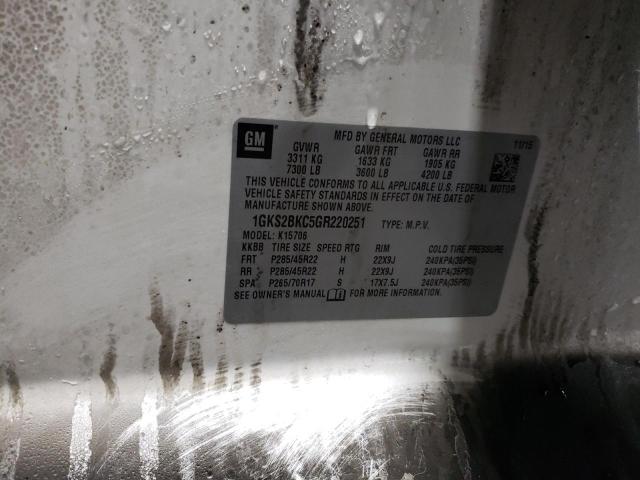 GM MFD BY GENERAL MOTORS LLC 11/15
GVWR GAWR FRT GAWR RR
3311 KG 1633 KG 1905 KG
7300 LB 3600 LB 4200 LB
THIS VEHICLE CONFORMS TO ALL APPLICABLE U.S. FEDERAL MOTOR
VEHICLE SAFETY STANDARDS IN EFFECT ON THE DATE OF
MANUFACTURE SHOWN ABOVE.
1GKS2BKC5GR220251 TYPE: M.P.V.
MODEL: K15706
KKBB TIRE SIZE SPEED RTG RIM COLD TIRE PRESSURE
FRT P285/45R22 H 22X9J 240KPA(35PSI)
RR P285/45R22 H 22X9J 240KPA(35PSI)
SPA P265/70R17 S 17X7.5J 240KPA(35PSI)
SEE OWNER'S MANUAL FOR MORE INFORMATION.